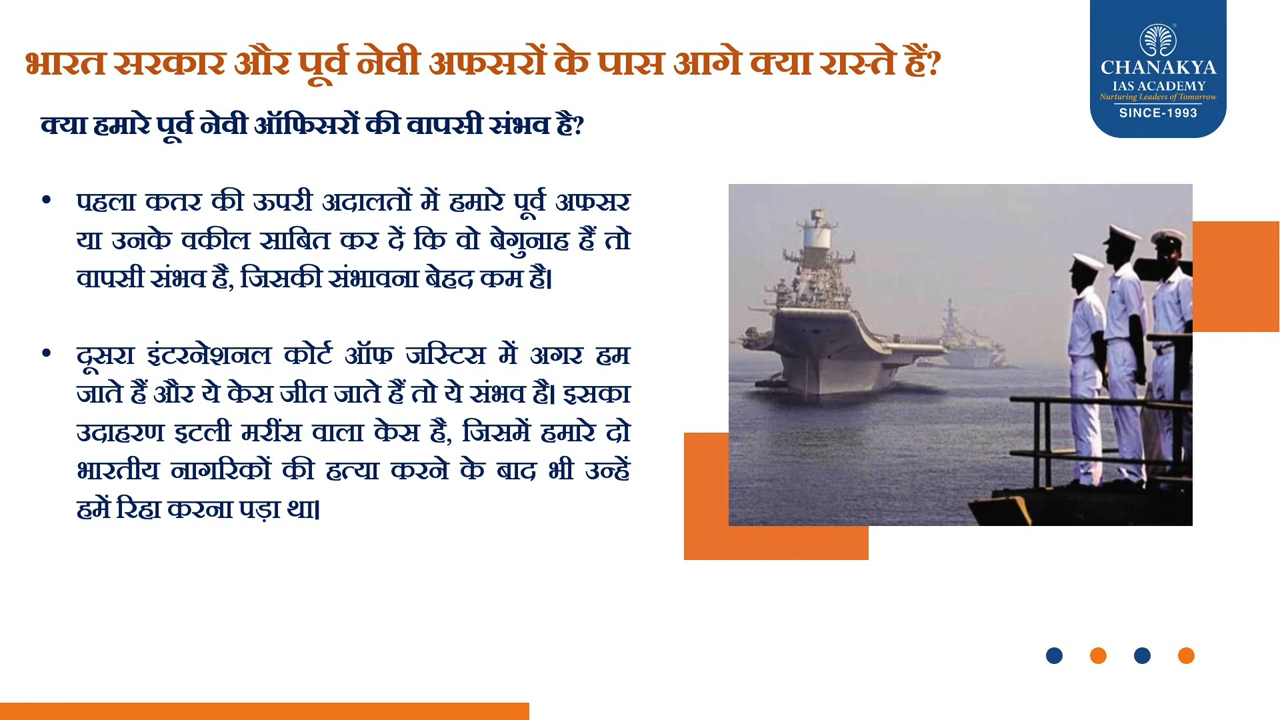 भारत सरकार और पूर्व नेवी अफसरों के पास आगे क्या रास्ते हैं?
CHANAKYA
IAS ACADEMY
Nurturing Leaders of Tomorrow
SINCE-1993
क्या हमारे पूर्व नेवी ऑफिसरों की वापसी संभव है?
• पहला कतर की ऊपरी अदालतों में हमारे पूर्व अफसर
या उनके वकील साबित कर दें कि वो बेगुनाह हैं तो
वापसी संभव है, जिसकी संभावना बेहद कम है।
• दूसरा इंटरनेशनल कोर्ट ऑफ जस्टिस में अगर हम
जाते हैं और ये केस जीत जाते हैं तो ये संभव है। इसका
उदाहरण इटली मरींस वाला केस है, जिसमें हमारे दो
भारतीय नागरिकों की हत्या करने के बाद भी उन्हें
हमें रिहा करना पड़ा था।